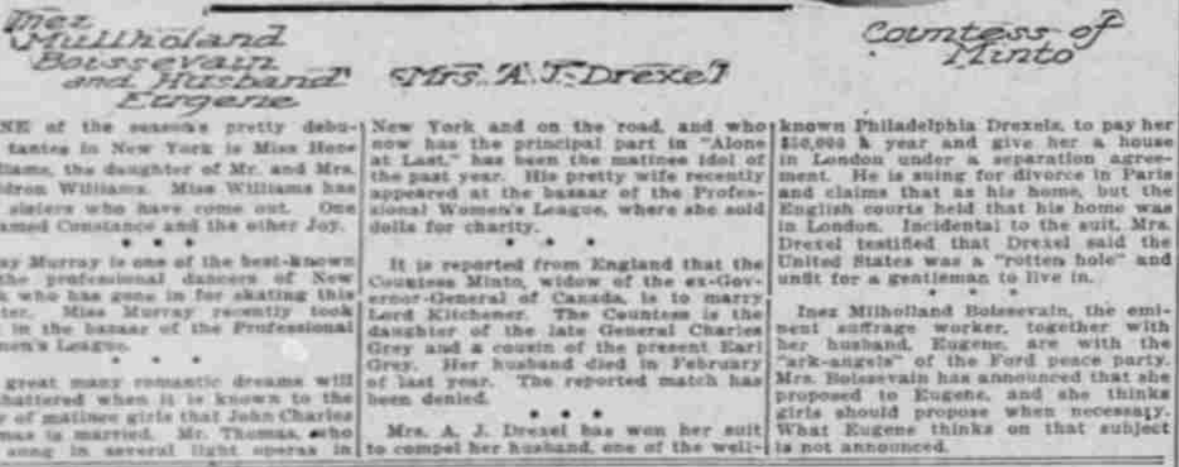 Inez
Mullholand
Boissevain
and Husband
Eugene
Mrs. A. J. Drexel
Countess of
Minto
NE of the season's pretty debu-
tantes in New York is Miss Hope
liams, the daughter of Mr. and Mrs.
ldron Williams. Miss Williams has
sisters who have come out. One
amed Constance and the other Joy.
* * *
ay Murray is one of the best-known
the professional dancers of New
k who has gone in for skating this
ter. Miss Murray recently took
in the bazaar of the Professional
men's League.
* * *
great many romantic dreams will
hattered when it is known to the
y of matinee girls that John Charles
mas is married. Mr. Thomas, who
sung in several light operas in
New York and on the road, and who
now has the principal part in "Alone
at Last," has been the matinee idol of
the past year. His pretty wife recently
appeared at the bazaar of the Profes-
sional Women's League, where she sold
dolls for charity.
* * *
It is reported from England that the
Countess Minto, widow of the ex-Gov-
ernor-General of Canada, is to marry
Lord Kitchener. The Countess is the
daughter of the late General Charles
Grey and a cousin of the present Earl
Grey. Her husband died in February
of last year. The reported match has
been denied.
* * *
Mrs. A. J. Drexel has won her suit
to compel her husband, one of the well-
known Philadelphia Drexels, to pay her
$50,000 a year and give her a house
in London under a separation agree-
ment. He is suing for divorce in Paris
and claims that as his home, but the
English courts held that his home was
in London. Incidental to the suit, Mrs.
Drexel testified that Drexel said the
United States was a "rotten hole" and
unfit for a gentleman to live in.
* * *
Inez Milholland Boissevain, the emi-
nent suffrage worker, together with
her husband, Eugene, are with the
"ark-angels" of the Ford peace party.
Mrs. Boissevain has announced that she
proposed to Eugene, and she thinks
girls should propose when necessary.
What Eugene thinks on that subject
is not announced.